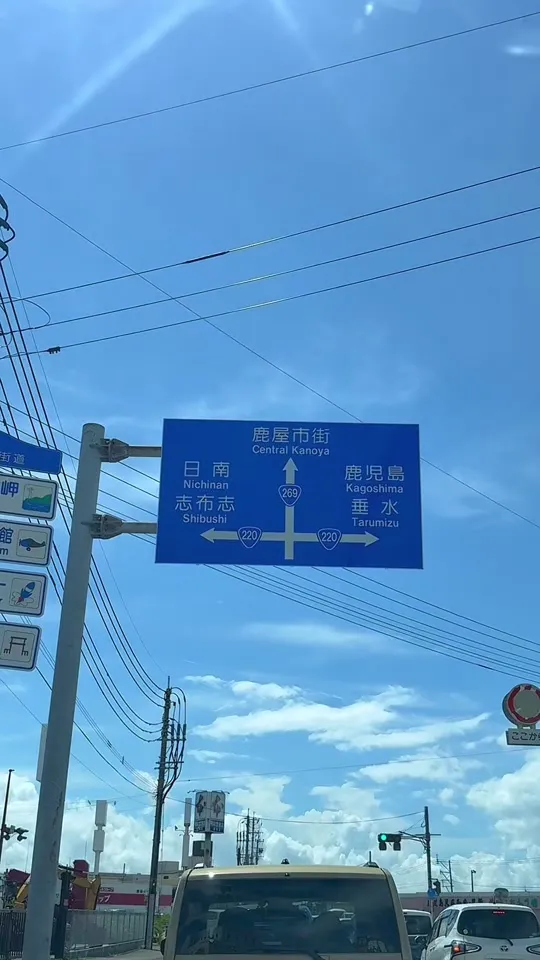 鹿屋市街
Central Kanoya
日南
Nichinan
志布志
Shibushi
鹿児島
Kagoshima
垂水
Tarumizu
269
220
220
街道
岬
館
m
ここか